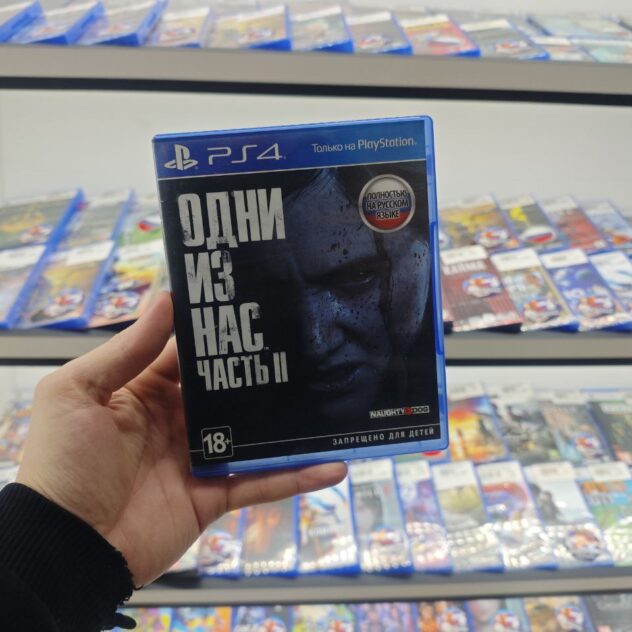 PS4
Только на PlayStation
ПОЛНОСТЬЮ
НА РУССКОМ
ЯЗЫКЕ
ОДНИ
ИЗ
НАС
ЧАСТЬ II
NAUGHTY DOG
18+
ЗАПРЕЩЕНО ДЛЯ ДЕТЕЙ